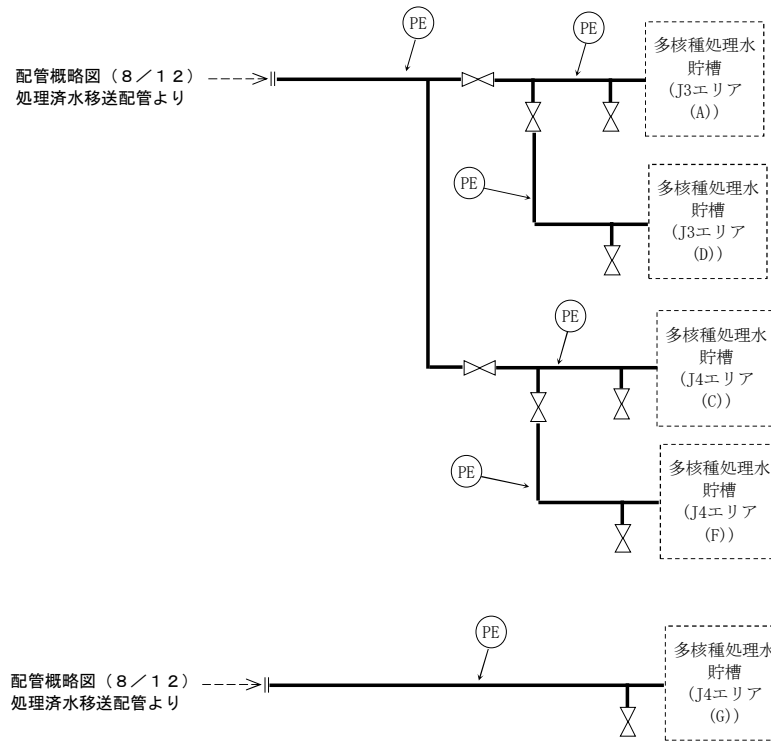 PE
PE
配管概略図（８／１２）
処理済水移送配管より
多核種処理水
貯槽
(J3エリア
(A))
PE
多核種処理水
貯槽
(J3エリア
(D))
PE
多核種処理水
貯槽
(J4エリア
(C))
PE
多核種処理水
貯槽
(J4エリア
(F))
PE
配管概略図（８／１２）
処理済水移送配管より
多核種処理水
貯槽
(J4エリア
(G))